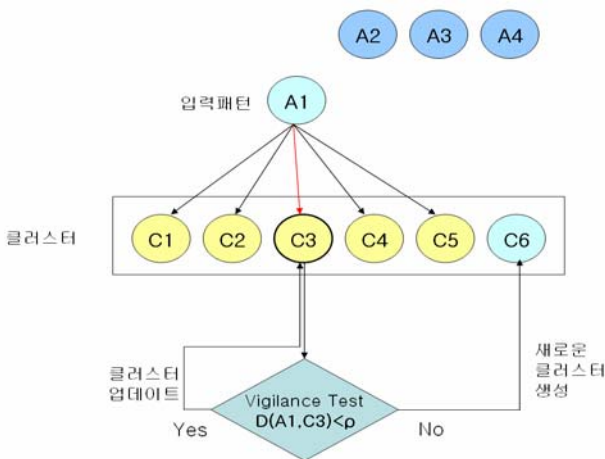 A2 A3 A4
입력패턴 A1
클러스터 C1 C2 C3 C4 C5 C6
클러스터
업데이트
새로운
클러스터
생성
Vigilance Test
D(A1,C3)<ρ
Yes No